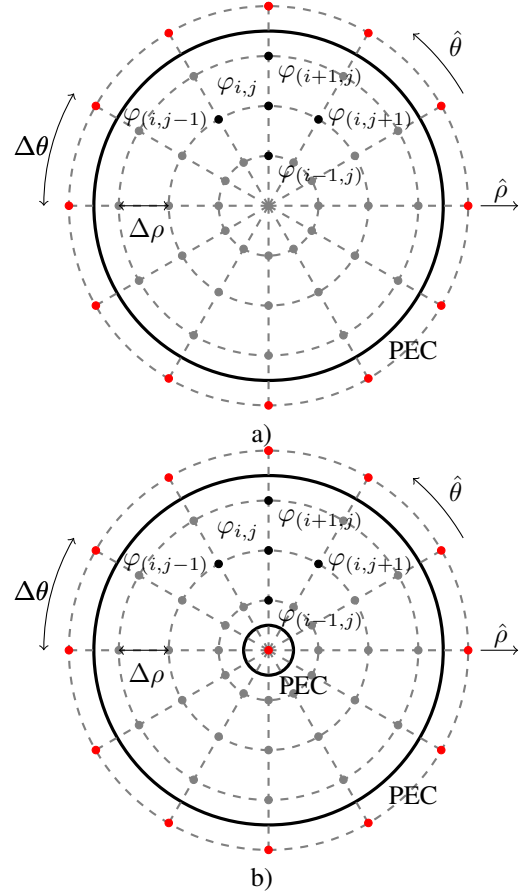 θ̂
φ_{i,j} φ_{(i+1,j)}
φ_{(i,j−1)} φ_{(i,j+1)}
Δθ
φ_{(i−1,j)}
ρ̂
Δρ
PEC
a)
θ̂
φ_{i,j} φ_{(i+1,j)}
φ_{(i,j−1)} φ_{(i,j+1)}
Δθ
φ_{(i−1,j)}
ρ̂
Δρ
PEC
PEC
b)